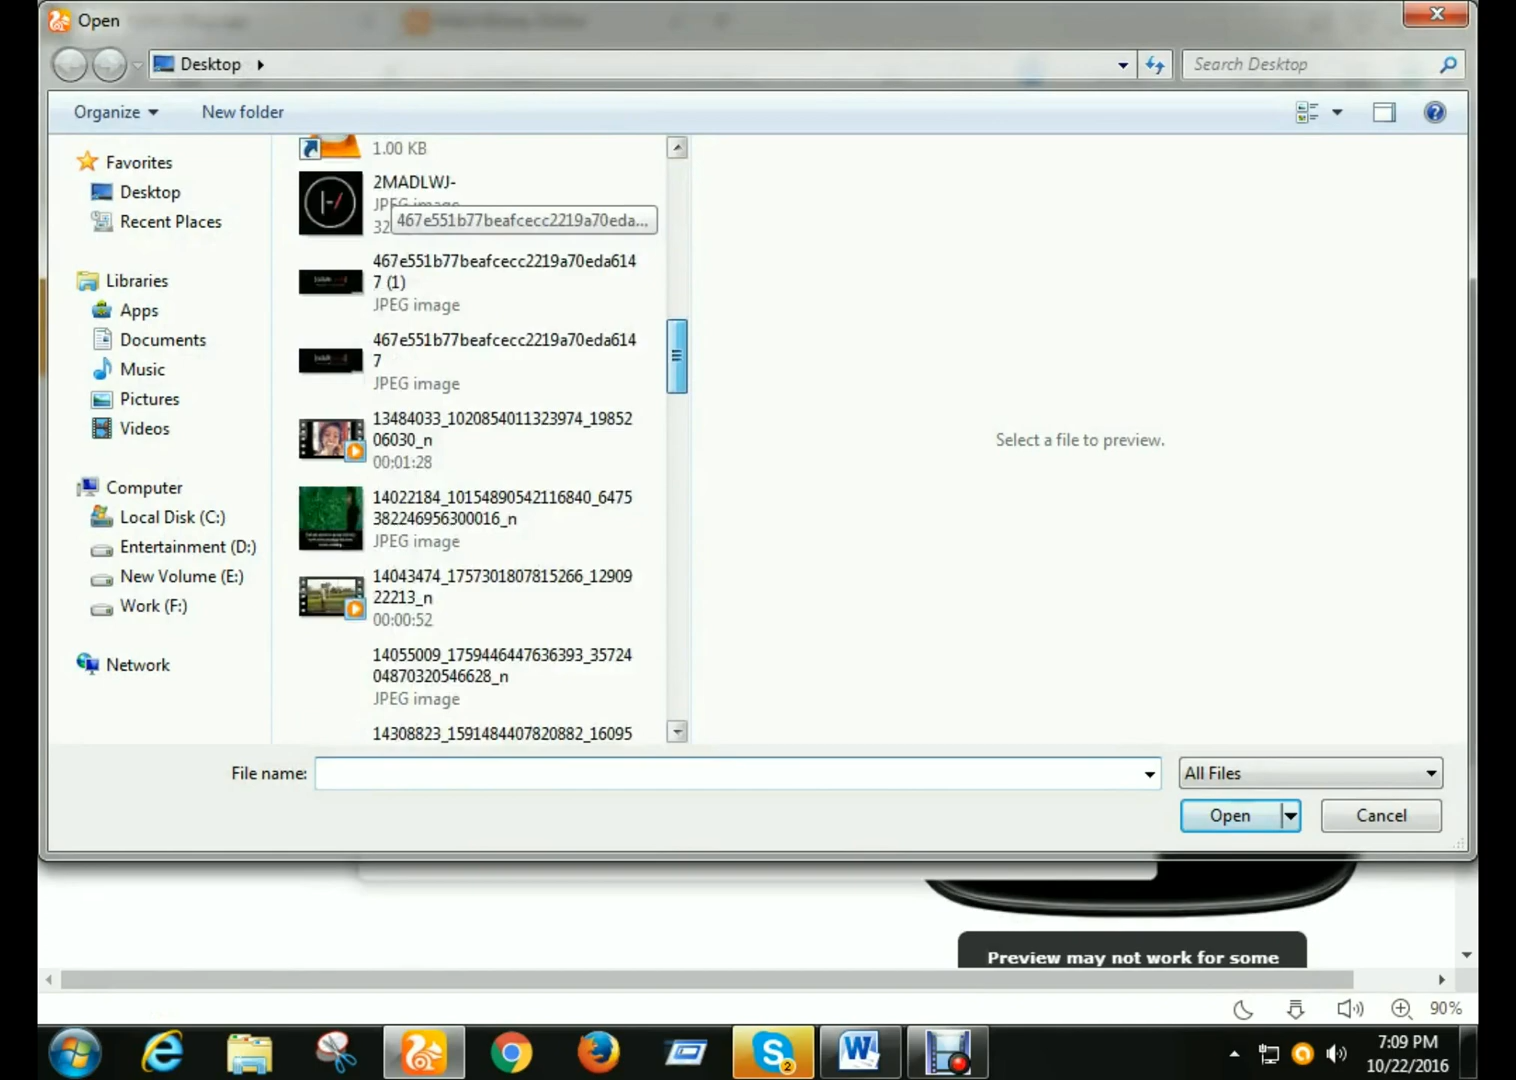 Open
Desktop
Search Desktop
Organize
New folder
Favorites
Desktop
Recent Places
Libraries
Apps
Documents
Music
Pictures
Videos
Computer
Local Disk (C:)
Entertainment (D:)
New Volume (E:)
Work (F:)
Network
1.00 KB
2MADLWJ-
JPEG image
32
467e551b77beafcecc2219a70eda...
467e551b77beafcecc2219a70eda614
7 (1)
JPEG image
467e551b77beafcecc2219a70eda614
7
JPEG image
13484033_1020854011323974_19852
06030_n
00:01:28
14022184_10154890542116840_6475
382246956300016_n
JPEG image
14043474_1757301807815266_12909
22213_n
00:00:52
14055009_1759446447636393_35724
04870320546628_n
JPEG image
14308823_1591484407820882_16095
Select a file to preview.
File name:
All Files
Open
Cancel
Preview may not work for some
90%
2
7:09 PM
10/22/2016